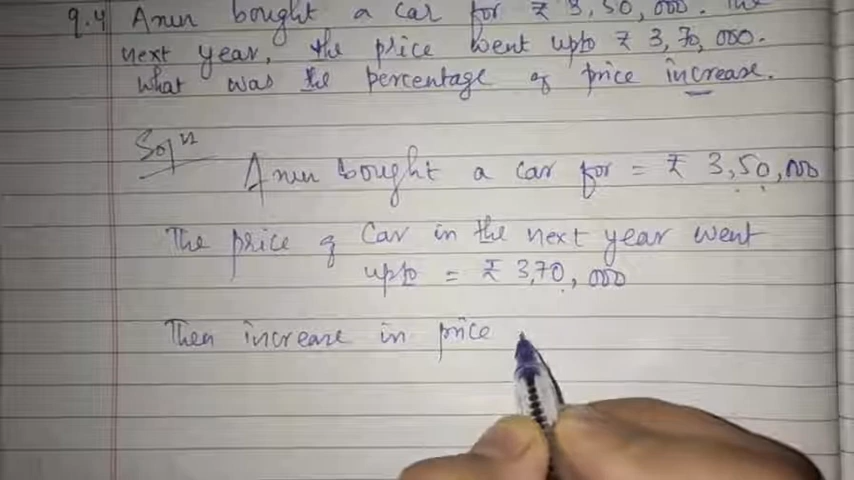 Q.4 Arun bought a car for ₹ 3,50,000. The
next year, the price went upto ₹ 3,70,000.
What was the percentage of price increase.
Solⁿ
Arun bought a car for = ₹ 3,50,000
The price of Car in the next year went
upto = ₹ 3,70,000
Then increase in price